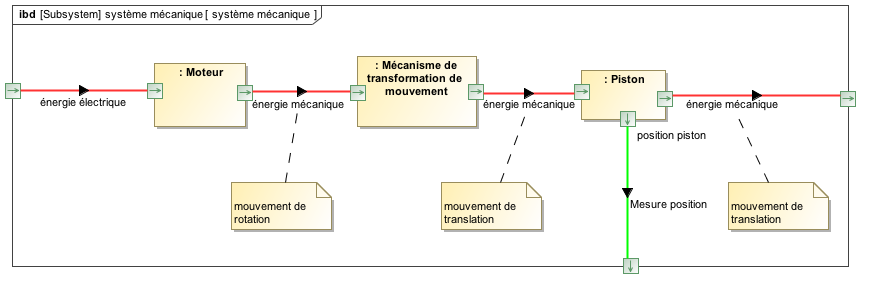 ibd [Subsystem] système mécanique [ système mécanique ]
: Moteur
: Mécanisme de
transformation de
mouvement
: Piston
énergie électrique
énergie mécanique
énergie mécanique
énergie mécanique
position piston
mouvement de
rotation
mouvement de
translation
Mesure position
mouvement de
translation